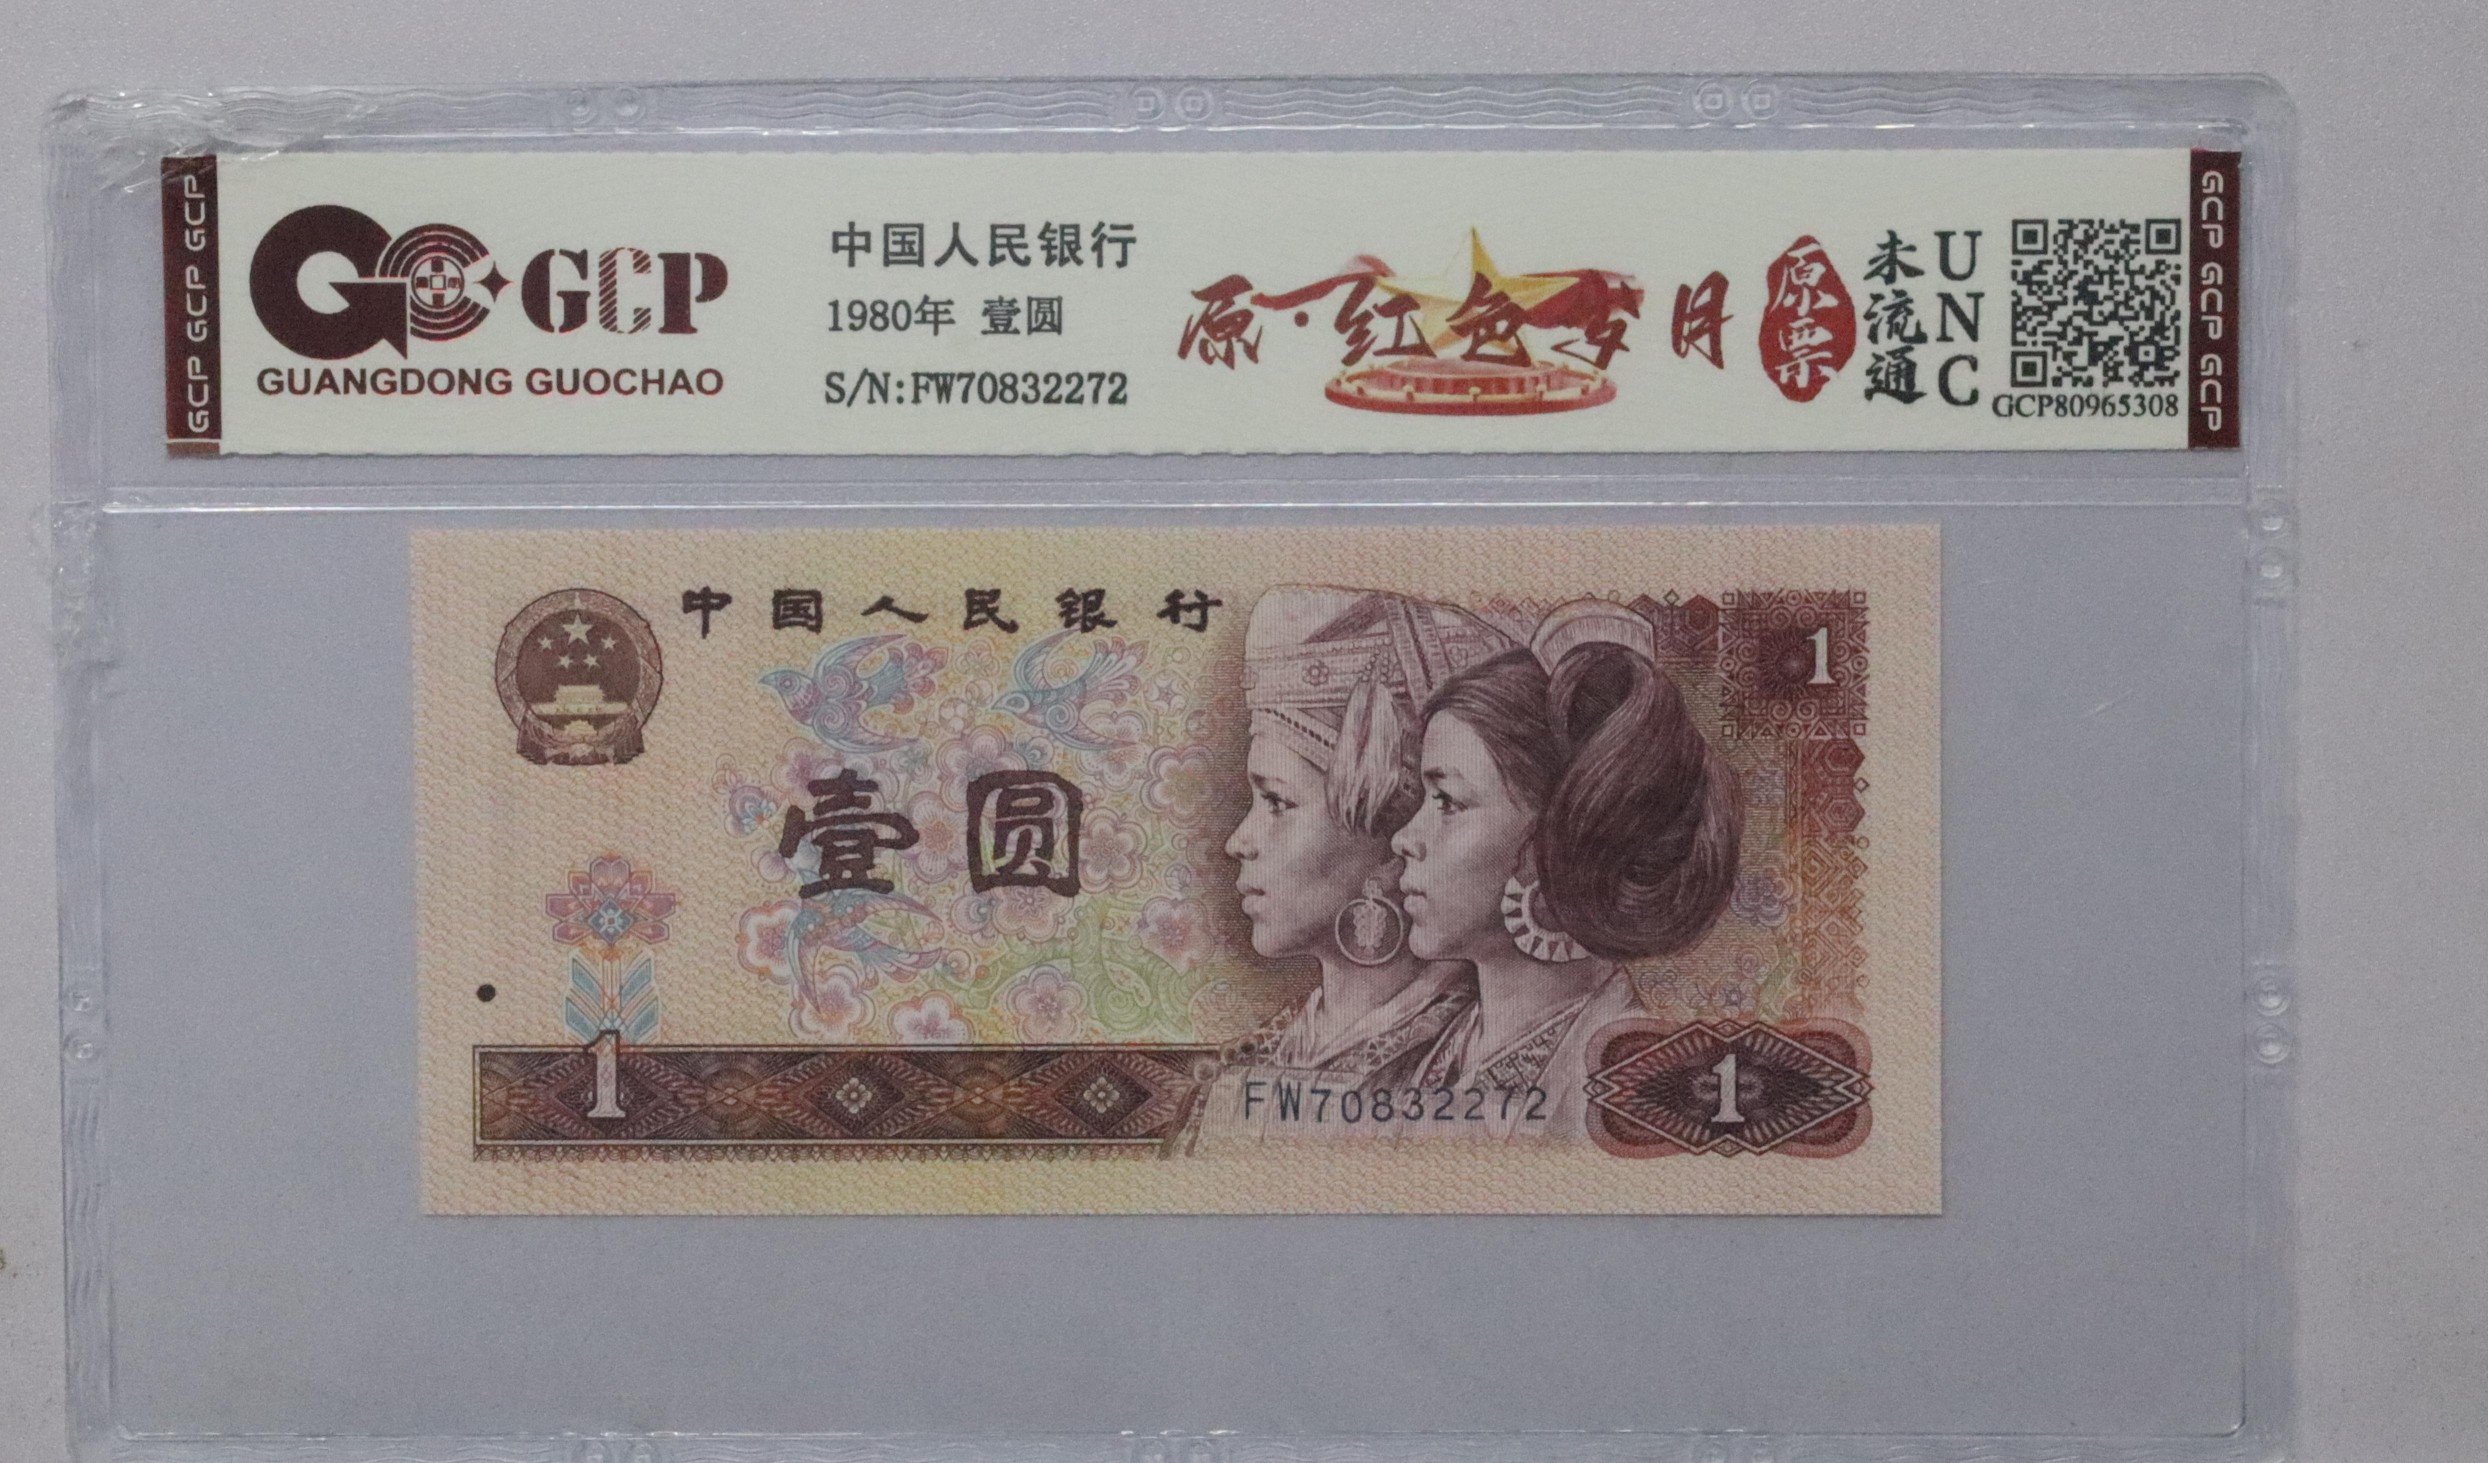 GCP GCP GCP
GCP
GUANGDONG GUOCHAO
中国人民银行
1980年 壹圆
S/N:FW70832272
原·红色岁月
原票
未流通
UNC
GCP80965308
GCP GCP GCP
中国人民银行
1
壹圆
1
FW70832272
1